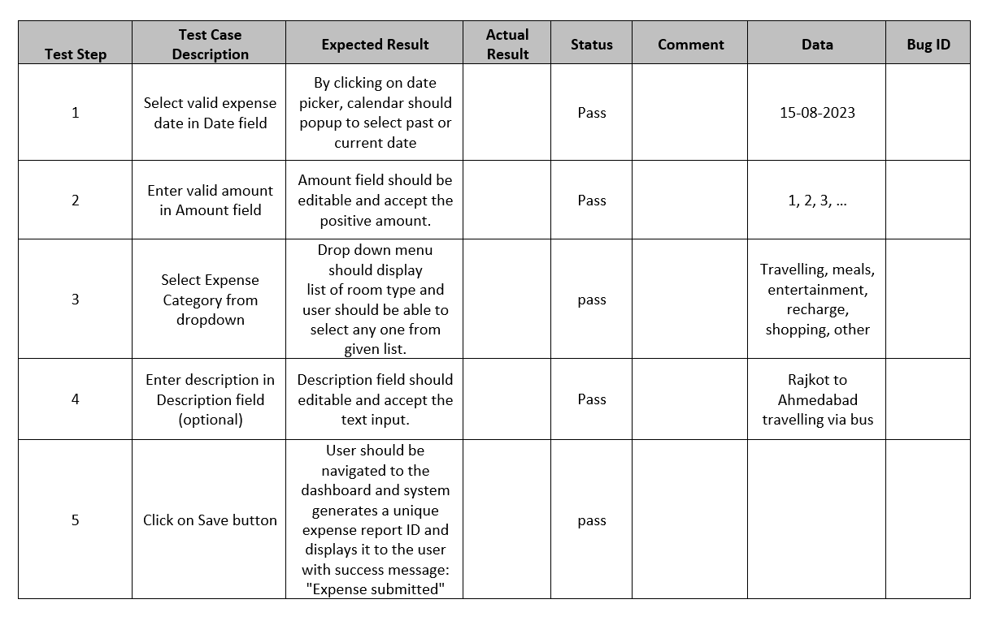 Test Step
Test Case
Description
Expected Result
Actual
Result
Status
Comment
Data
Bug ID
1
Select valid expense
date in Date field
By clicking on date
picker, calendar should
popup to select past or
current date
Pass
15-08-2023
2
Enter valid amount
in Amount field
Amount field should be
editable and accept the
positive amount.
Pass
1, 2, 3, ...
3
Select Expense
Category from
dropdown
Drop down menu
should display
list of room type and
user should be able to
select any one from
given list.
pass
Travelling, meals,
entertainment,
recharge,
shopping, other
4
Enter description in
Description field
(optional)
Description field should
editable and accept the
text input.
Pass
Rajkot to
Ahmedabad
travelling via bus
5
Click on Save button
User should be
navigated to the
dashboard and system
generates a unique
expense report ID and
displays it to the user
with success message:
"Expense submitted"
pass